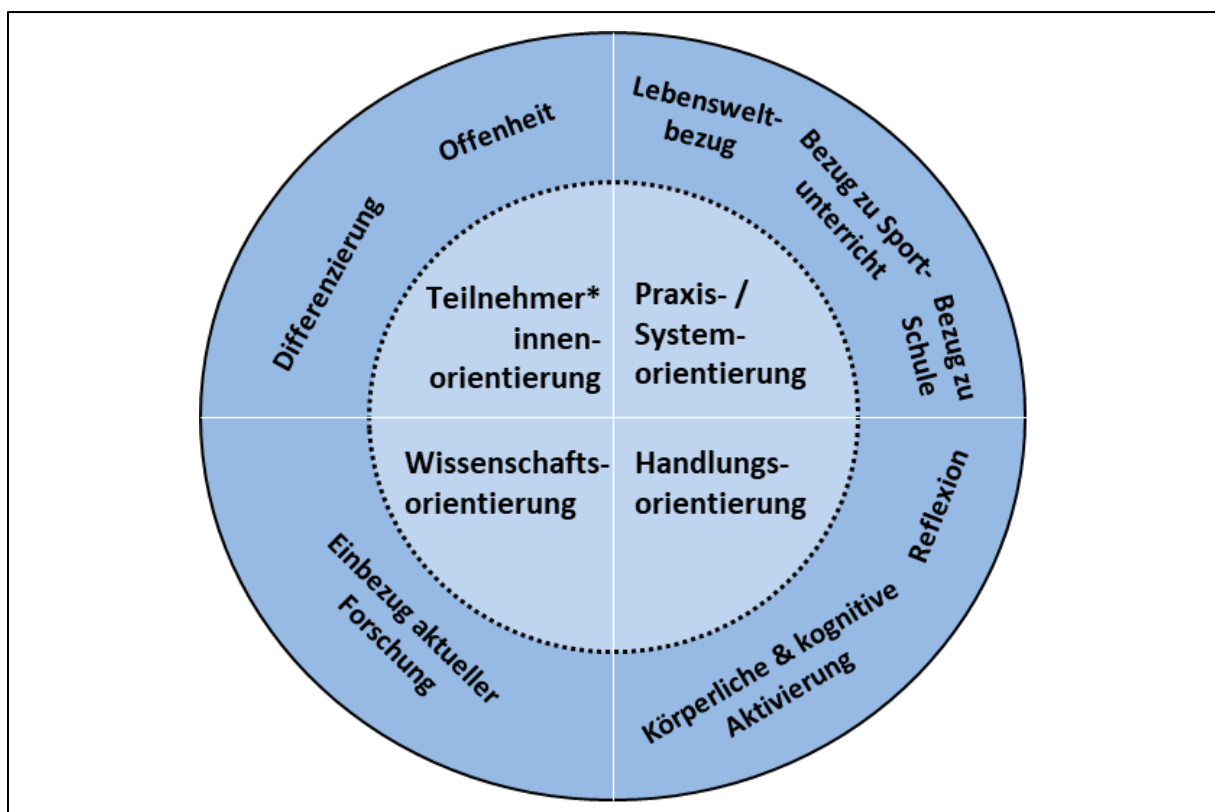 Offenheit
Differenzierung
Teilnehmer*
innen-
orientierung
Lebenswelt-
bezug
Bezug zu Sport-
unterricht
Bezug zu
Schule
Praxis- /
System-
orientierung
Wissenschafts-
orientierung
Einbezug aktueller
Forschung
Handlungs-
orientierung
Reflexion
Körperliche & kognitive
Aktivierung